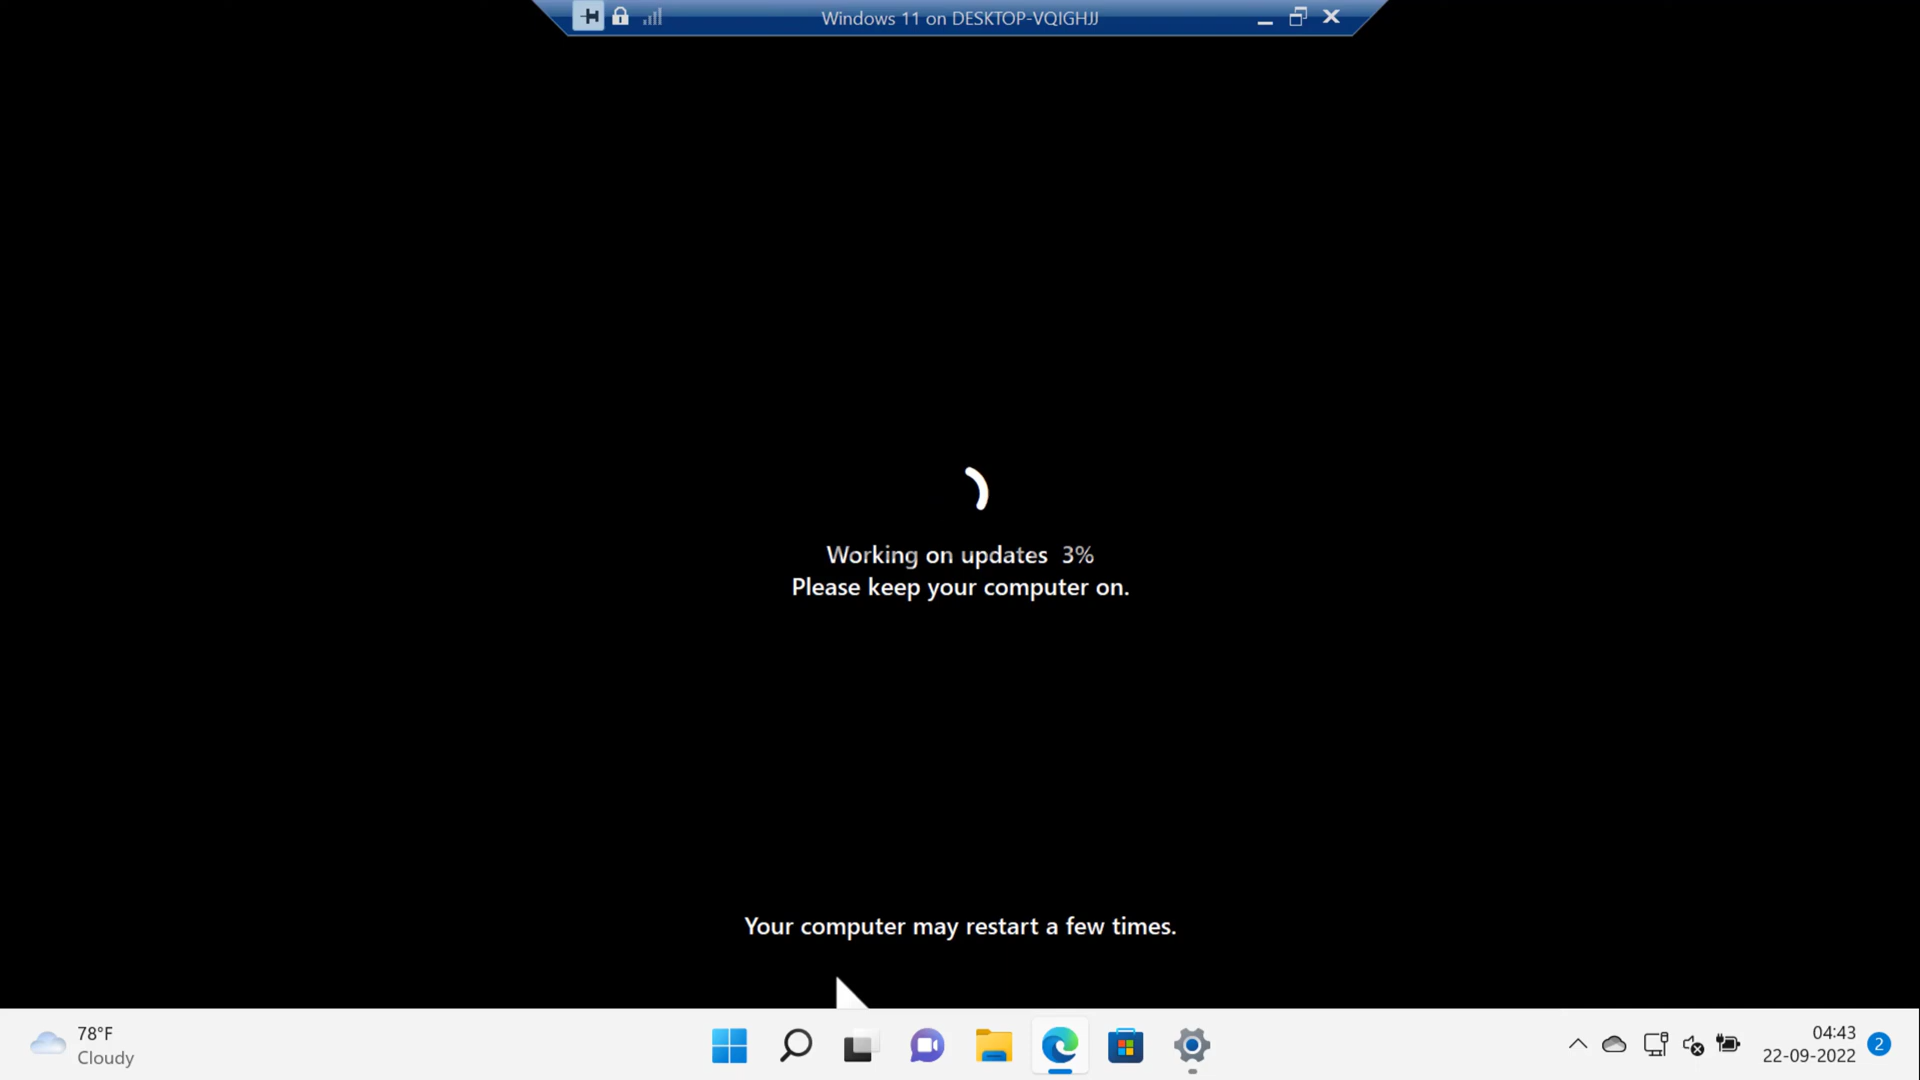 Windows 11 on DESKTOP-VQIGHJJ
Working on updates 3%
Please keep your computer on.
Your computer may restart a few times.
78°F
Cloudy
04:43
22-09-2022
2